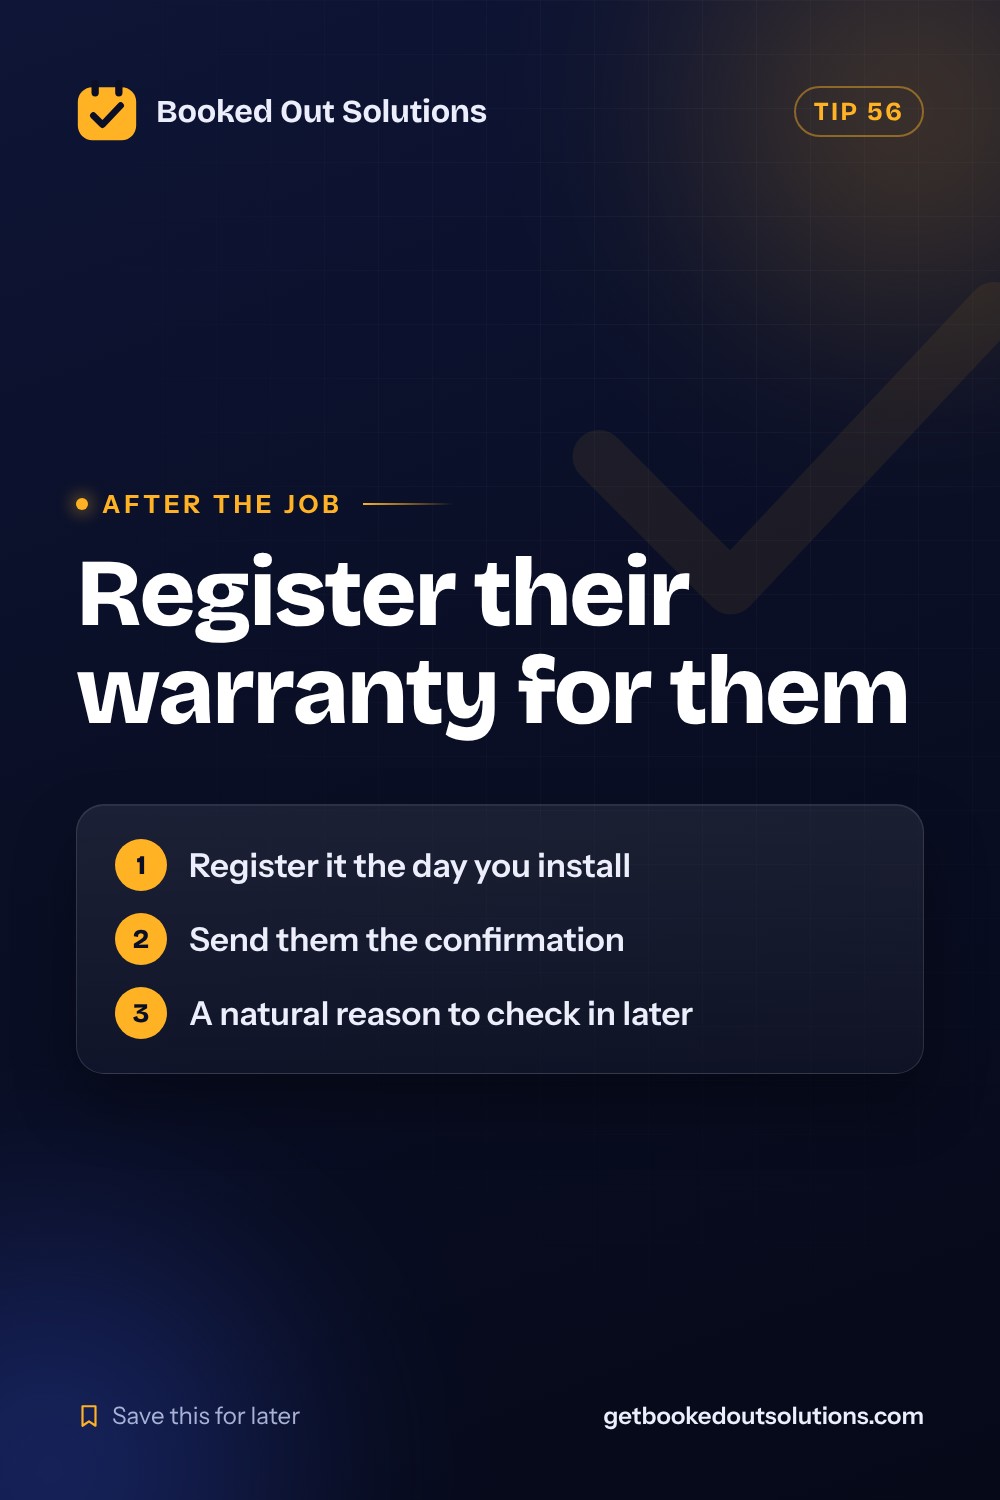 Booked Out Solutions
TIP 56
AFTER THE JOB
Register their
warranty for them
1 Register it the day you install
2 Send them the confirmation
3 A natural reason to check in later
Save this for later
getbookedoutsolutions.com